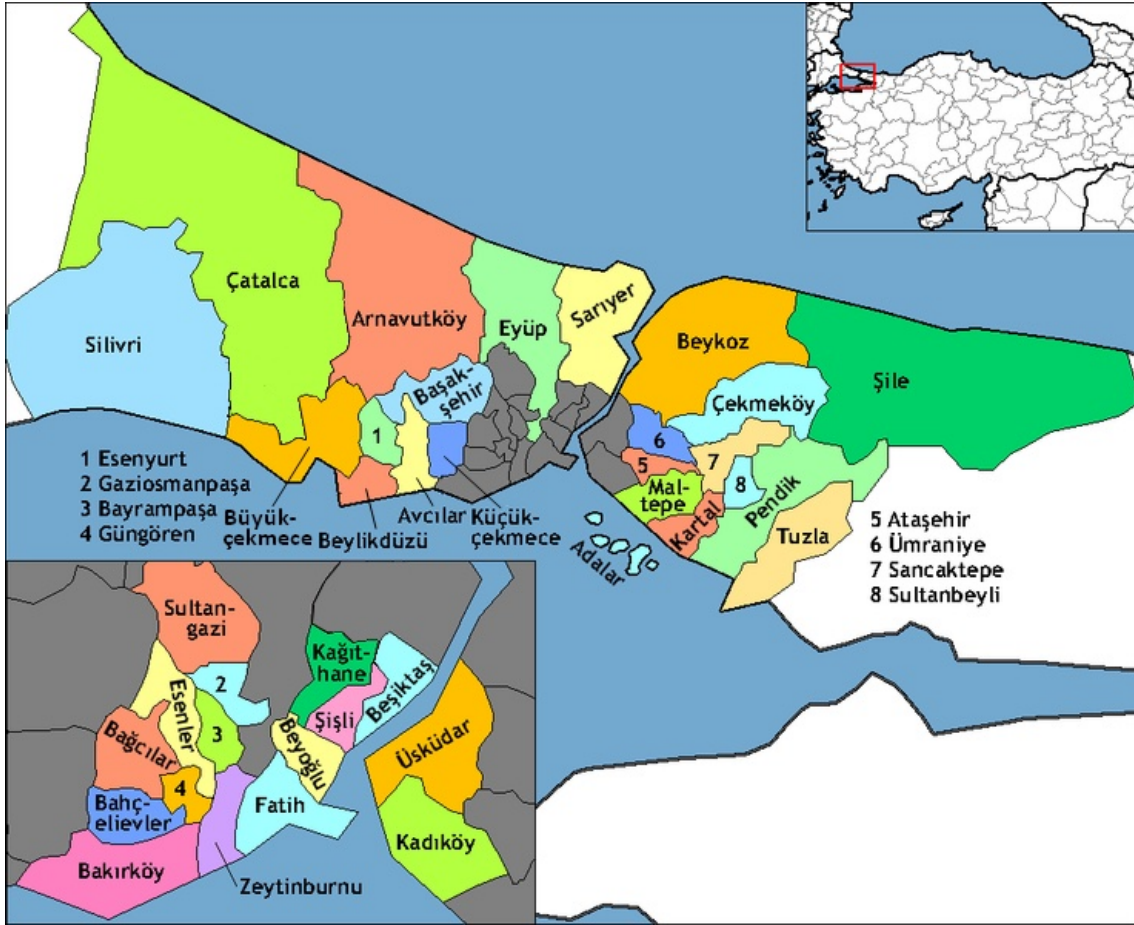 Silivri
Çatalca
Arnavutköy
Eyüp
Sarıyer
Beykoz
Şile
Başak-
şehir
Çekmeköy
1
6
5
7
8
Mal-
tepe
Kartal
Pendik
Tuzla
Adalar
Büyük-
çekmece
Beylikdüzü
Avcılar
Küçük-
çekmece
1 Esenyurt
2 Gaziosmanpaşa
3 Bayrampaşa
4 Güngören
5 Ataşehir
6 Ümraniye
7 Sancaktepe
8 Sultanbeyli
Sultan-
gazi
Kağıt-
hane
Beşiktaş
Şişli
2
Esenler
3
Bağcılar
Beyoğlu
Üsküdar
4
Bahç-
elievler
Fatih
Kadıköy
Bakırköy
Zeytinburnu